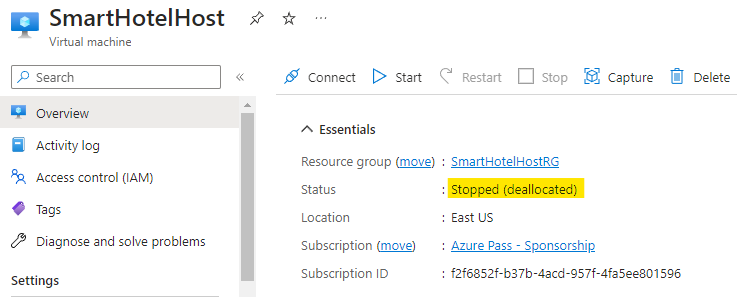 SmartHotelHost
Virtual machine
Search
Connect Start Restart Stop Capture Delete
Overview
Activity log
Access control (IAM)
Tags
Diagnose and solve problems
Settings
Essentials
Resource group (move) : SmartHotelHostRG
Status : Stopped (deallocated)
Location : East US
Subscription (move) : Azure Pass - Sponsorship
Subscription ID : f2f6852f-b37b-4acd-957f-4fa5ee801596